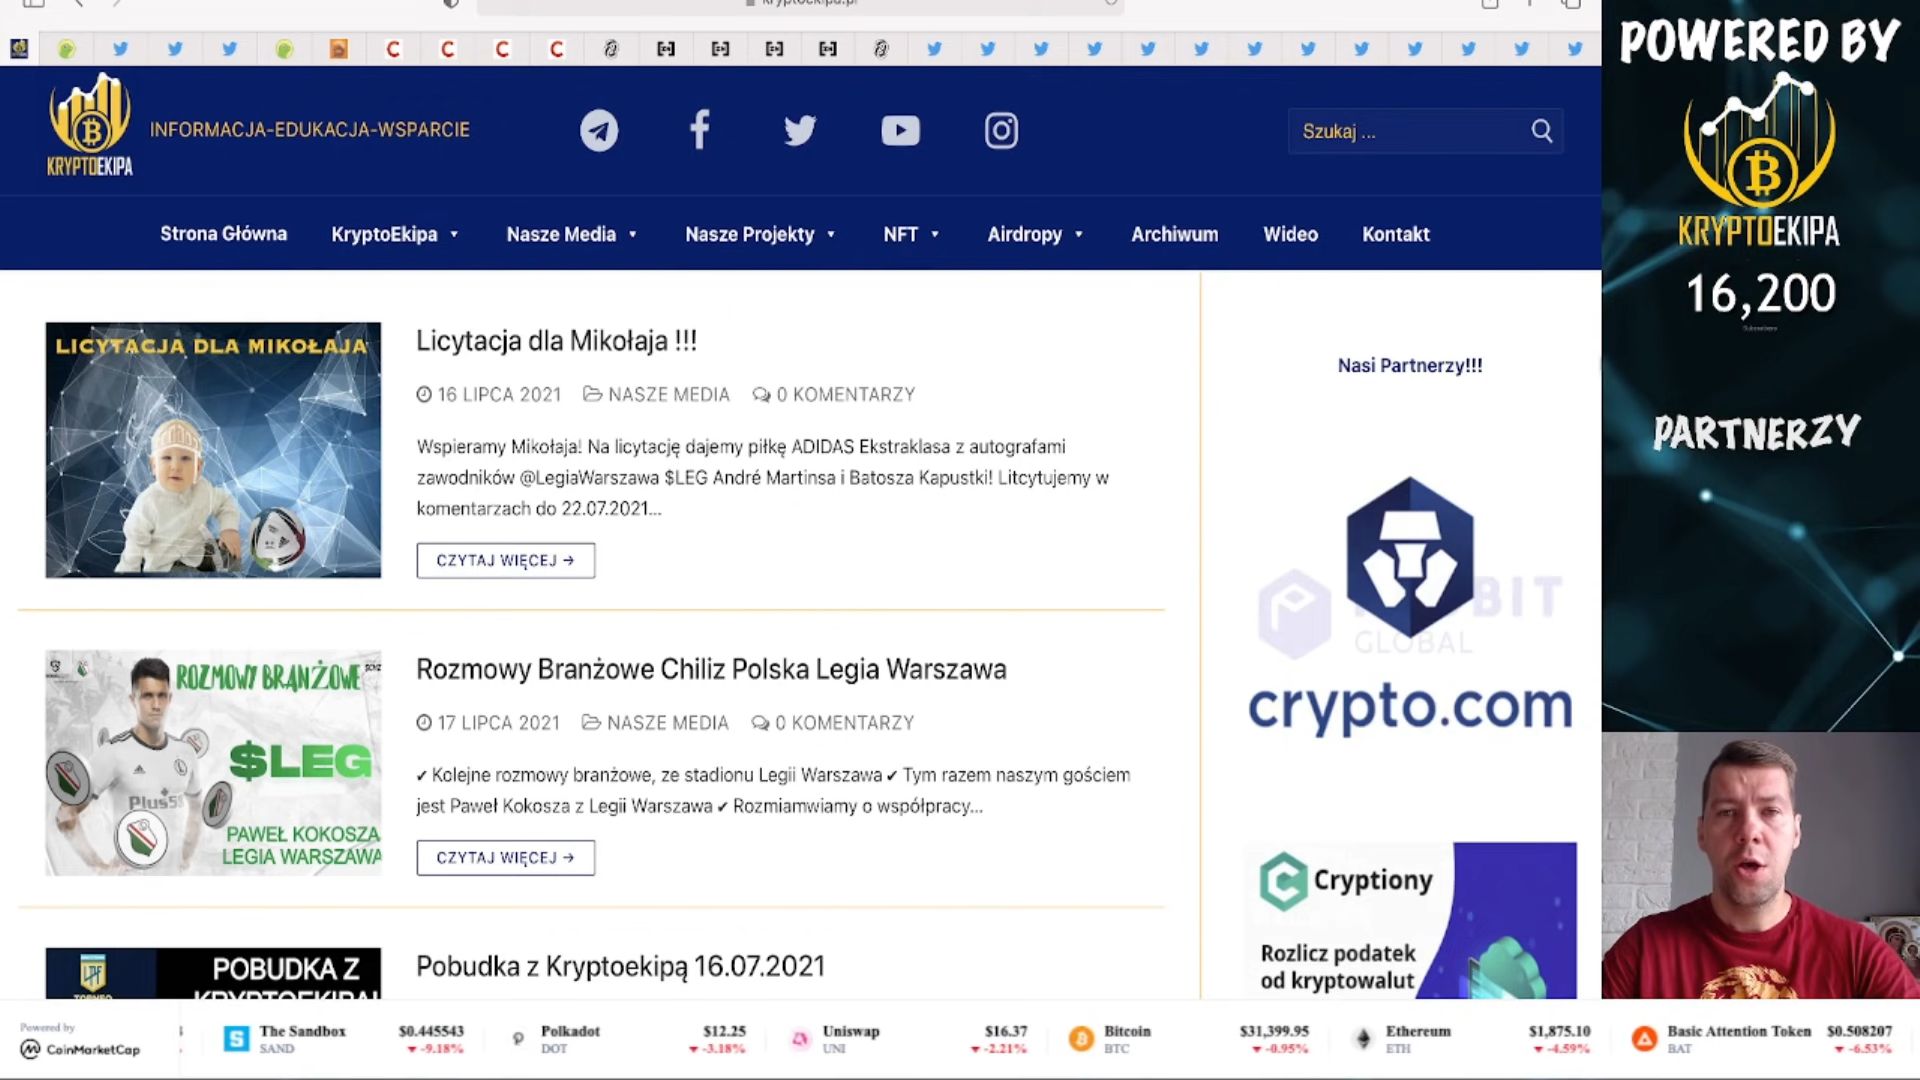 kryptoekipa.pl
INFORMACJA-EDUKACJA-WSPARCIE
KRYPTOEKIPA
Szukaj ...
Strona Główna
KryptoEkipa
Nasze Media
Nasze Projekty
NFT
Airdropy
Archiwum
Wideo
Kontakt
LICYTACJA DLA MIKOŁAJA
Licytacja dla Mikołaja !!!
16 LIPCA 2021
NASZE MEDIA
0 KOMENTARZY
Wspieramy Mikołaja! Na licytację dajemy piłkę ADIDAS Ekstraklasa z autografami
zawodników @LegiaWarszawa $LEG André Martinsa i Batosza Kapustki! Litcytujemy w
komentarzach do 22.07.2021...
CZYTAJ WIĘCEJ →
ROZMOWY BRANŻOWE
$LEG
Plus5
PAWEŁ KOKOSZA
LEGIA WARSZAWA
Rozmowy Branżowe Chiliz Polska Legia Warszawa
17 LIPCA 2021
NASZE MEDIA
0 KOMENTARZY
✔ Kolejne rozmowy branżowe, ze stadionu Legii Warszawa ✔ Tym razem naszym gościem
jest Paweł Kokosza z Legii Warszawa ✔ Rozmiamwiamy o współpracy...
CZYTAJ WIĘCEJ →
POBUDKA Z
KRYPTOEKIPĄ!
Pobudka z Kryptoekipą 16.07.2021
Nasi Partnerzy!!!
BIT
GLOBAL
crypto.com
Cryptiony
Rozlicz podatek
od kryptowalut
POWERED BY
KRYPTOEKIPA
16,200
Subscribers
PARTNERZY
Powered by
CoinMarketCap
The Sandbox
SAND
$0.445543
▼ -9.18%
Polkadot
DOT
$12.25
▼ -3.18%
Uniswap
UNI
$16.37
▼ -2.21%
Bitcoin
BTC
$31,399.95
▼ -0.95%
Ethereum
ETH
$1,875.10
▼ -4.59%
Basic Attention Token
BAT
$0.508207
▼ -6.53%